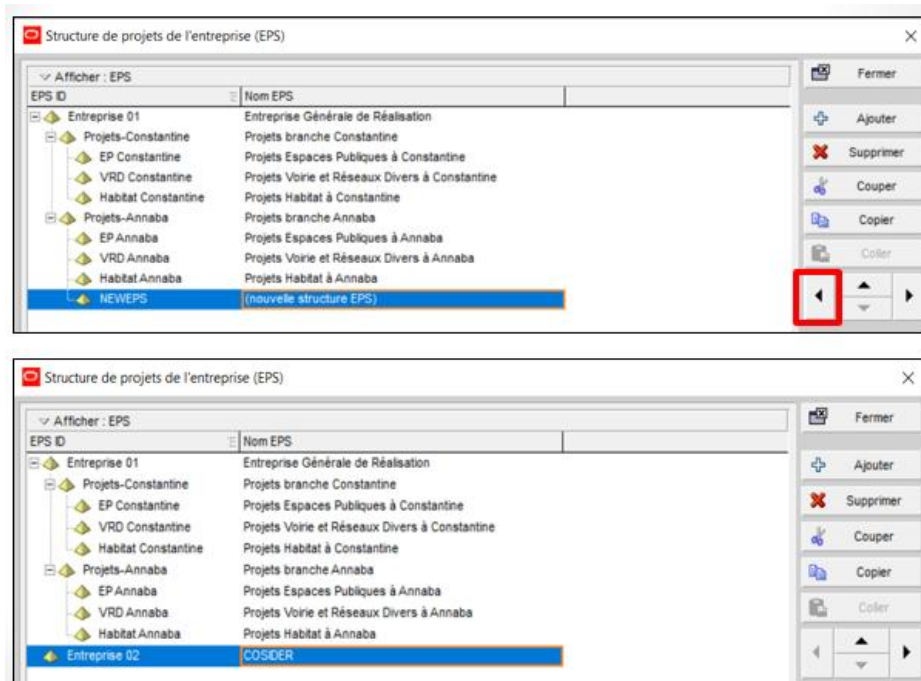 Structure de projets de l'entreprise (EPS)
Afficher : EPS
Fermer
EPS ID Nom EPS
Entreprise 01 Entreprise Générale de Réalisation
Ajouter
Projets-Constantine Projets branche Constantine
EP Constantine Projets Espaces Publiques à Constantine
Supprimer
VRD Constantine Projets Voirie et Réseaux Divers à Constantine
Habitat Constantine Projets Habitat à Constantine
Couper
Projets-Annaba Projets branche Annaba
Copier
EP Annaba Projets Espaces Publiques à Annaba
VRD Annaba Projets Voirie et Réseaux Divers à Annaba
Coller
Habitat Annaba Projets Habitat à Annaba
NEWEPS (nouvelle structure EPS)
Structure de projets de l'entreprise (EPS)
Afficher : EPS
Fermer
EPS ID Nom EPS
Entreprise 01 Entreprise Générale de Réalisation
Ajouter
Projets-Constantine Projets branche Constantine
EP Constantine Projets Espaces Publiques à Constantine
Supprimer
VRD Constantine Projets Voirie et Réseaux Divers à Constantine
Couper
Habitat Constantine Projets Habitat à Constantine
Projets-Annaba Projets branche Annaba
Copier
EP Annaba Projets Espaces Publiques à Annaba
VRD Annaba Projets Voirie et Réseaux Divers à Annaba
Coller
Habitat Annaba Projets Habitat à Annaba
Entreprise 02 COSIDER